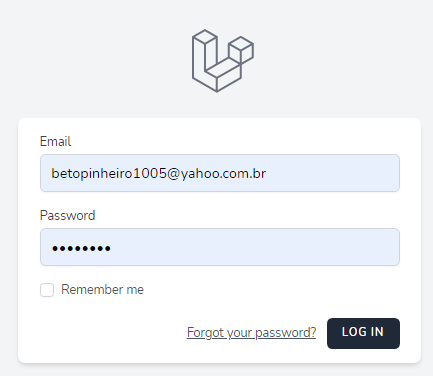 Email
betopinheiro1005@yahoo.com.br
Password
••••••••
Remember me
Forgot your password?
LOG IN